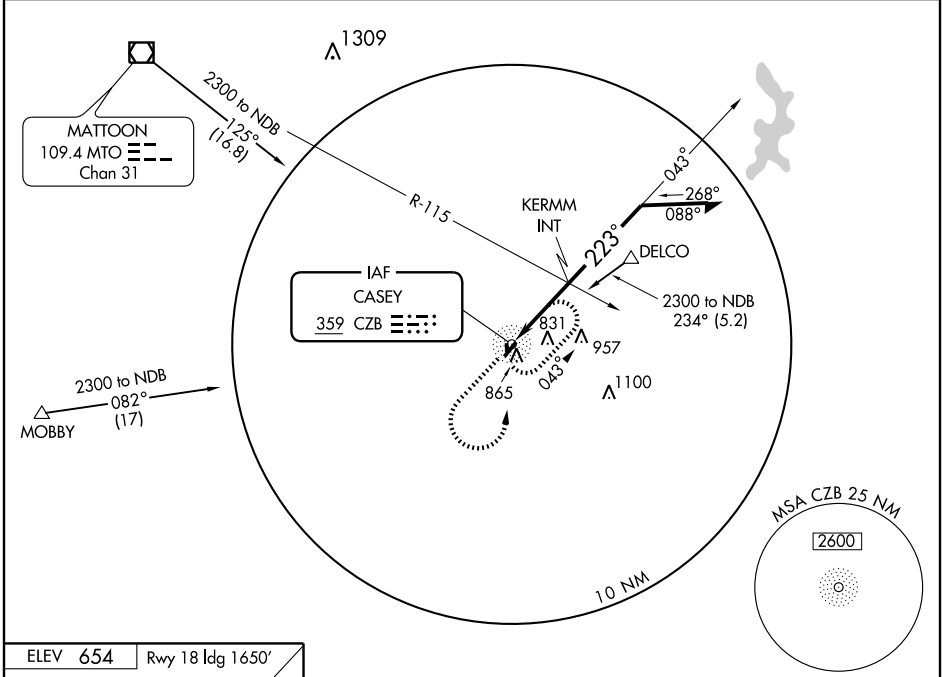 1309
2300 to NDB
125°
(16.8)
MATTOON
109.4 MTO
Chan 31
R-115
043°
268°
088°
KERMM
INT
223°
DELCO
2300 to NDB
234° (5.2)
IAF
CASEY
359 CZB
831
957
865
043°
1100
2300 to NDB
082°
(17)
MOBBY
MSA CZB 25 NM
2600
10 NM
ELEV 654
Rwy 18 ldg 1650'